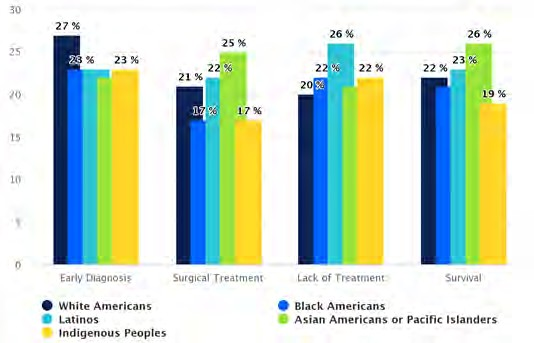 30
27 %
26 %
26 %
25 %
25
23 %
23 %
23 %
22 %
22 %
22 %
22 %
21 %
20 %
20
19 %
17 %
17 %
15
10
5
0
Early Diagnosis
Surgical Treatment
Lack of Treatment
Survival
White Americans
Black Americans
Latinos
Asian Americans or Pacific Islanders
Indigenous Peoples